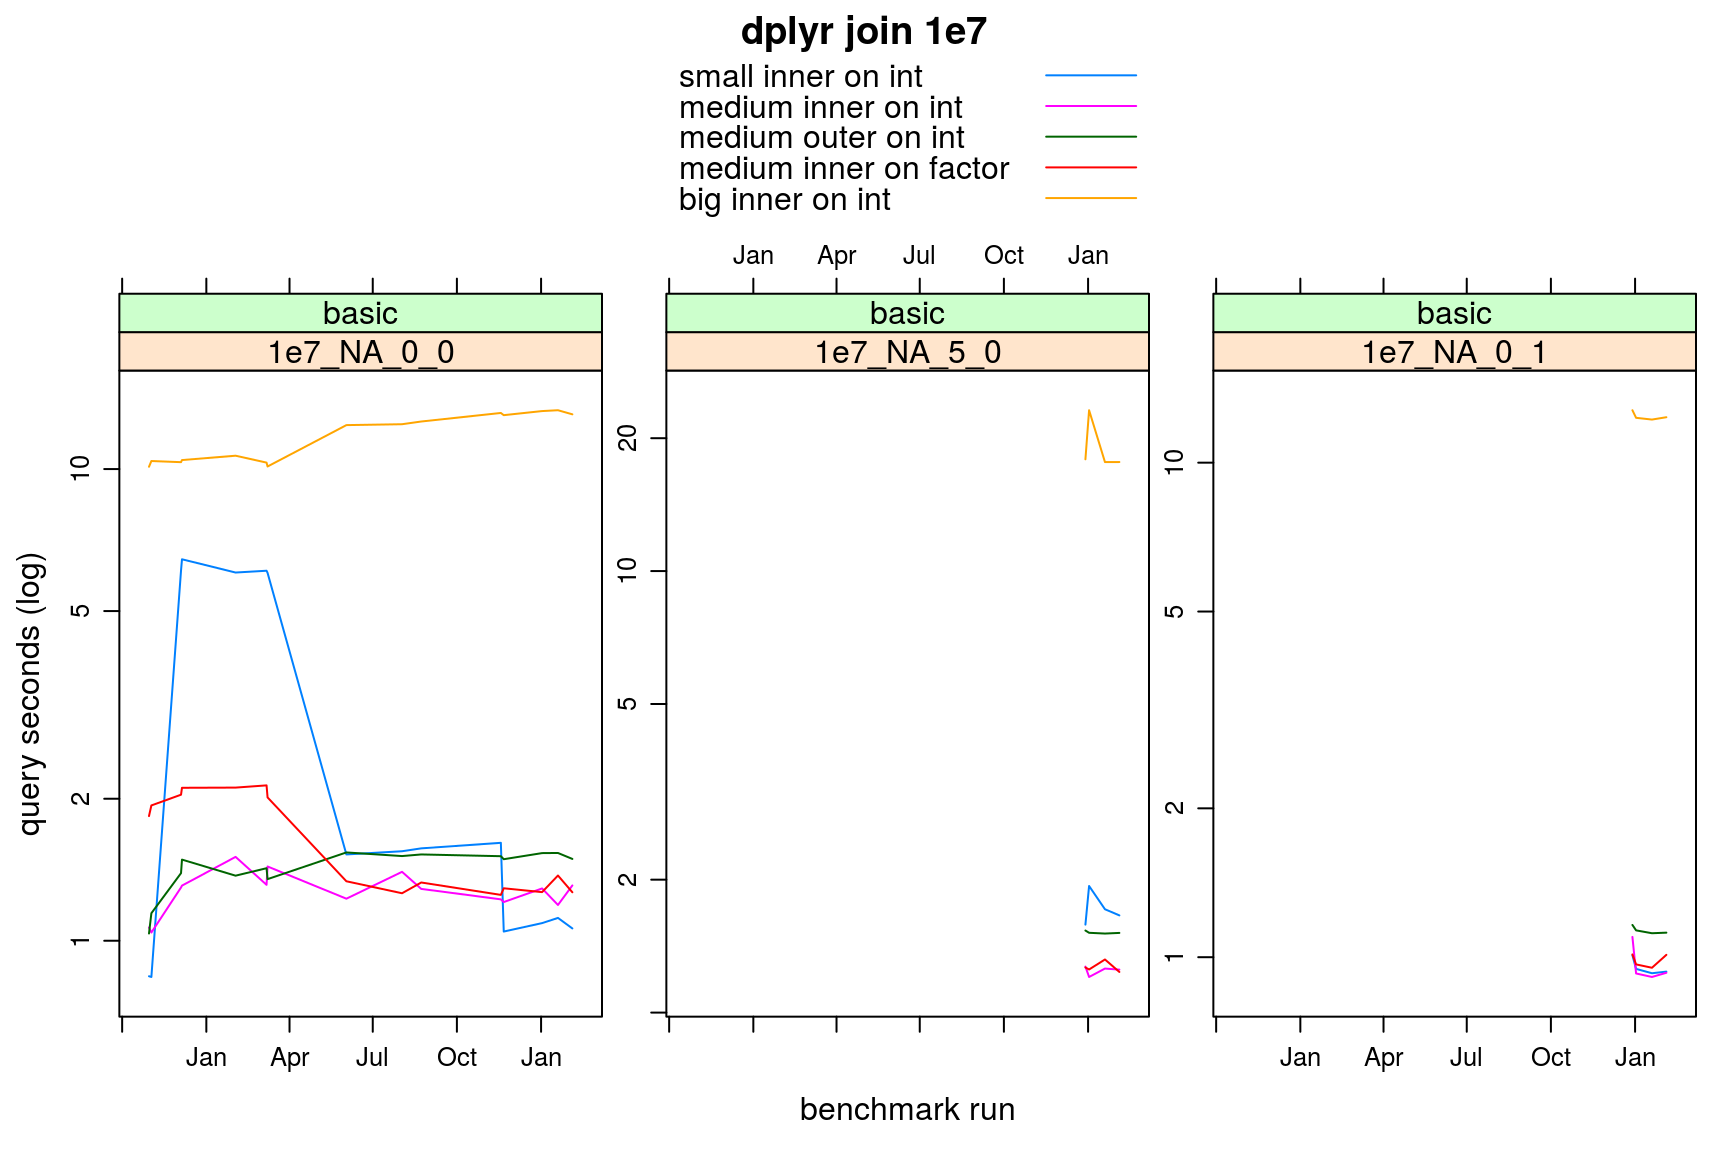 dplyr join 1e7
small inner on int
medium inner on int
medium outer on int
medium inner on factor
big inner on int
Jan Apr Jul Oct Jan
basic basic basic
1e7_NA_0_0 1e7_NA_5_0 1e7_NA_0_1
query seconds (log)
10
5
2
1
20
10
5
2
10
5
2
1
Jan Apr Jul Oct Jan
Jan Apr Jul Oct Jan
benchmark run